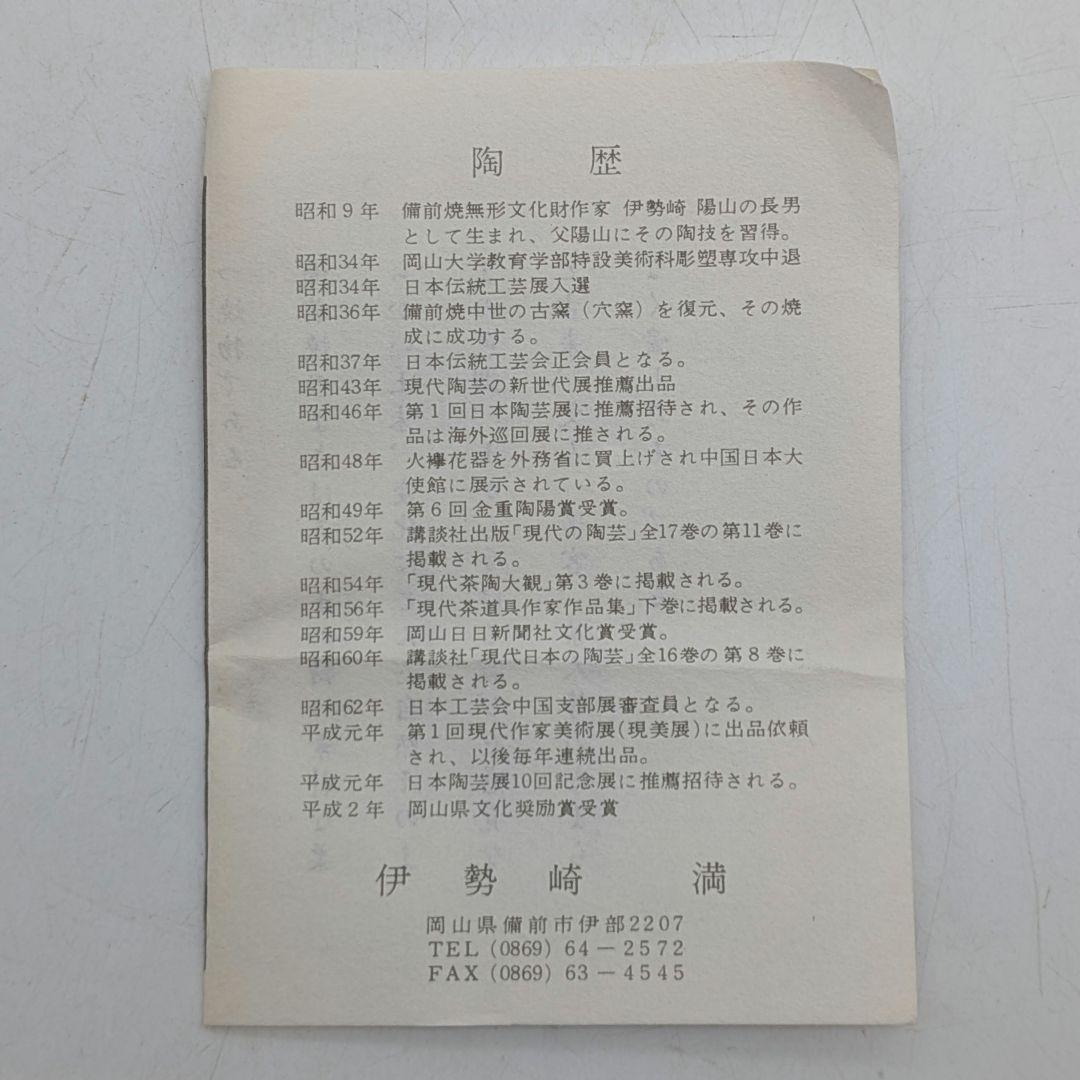 陶 歴
昭和9年 備前焼無形文化財作家 伊勢崎 陽山の長男
として生まれ、父陽山にその陶技を習得。
昭和34年 岡山大学教育学部特設美術科彫塑専攻中退
昭和34年 日本伝統工芸展入選
昭和36年 備前焼中世の古窯(穴窯)を復元、その焼
成に成功する。
昭和37年 日本伝統工芸会正会員となる。
昭和43年 現代陶芸の新世代展推薦出品
昭和46年 第1回日本陶芸展に推薦招待され、その作
品は海外巡回展に推される。
昭和48年 火襷花器を外務省に買上げされ中国日本大
使館に展示されている。
昭和49年 第6回金重陶陽賞受賞。
昭和52年 講談社出版「現代の陶芸」全17巻の第11巻に
掲載される。
昭和54年 「現代茶陶大観」第3巻に掲載される。
昭和56年 「現代茶道具作家作品集」下巻に掲載される。
昭和59年 岡山日日新聞社文化賞受賞。
昭和60年 講談社「現代日本の陶芸」全16巻の第8巻に
掲載される。
昭和62年 日本工芸会中国支部展審査員となる。
平成元年 第1回現代作家美術展(現美展)に出品依頼
され、以後毎年連続出品。
平成元年 日本陶芸展10回記念展に推薦招待される。
平成2年 岡山県文化奨励賞受賞
伊勢崎 満
岡山県備前市伊部2207
TEL (0869) 64-2572
FAX (0869) 63-4545